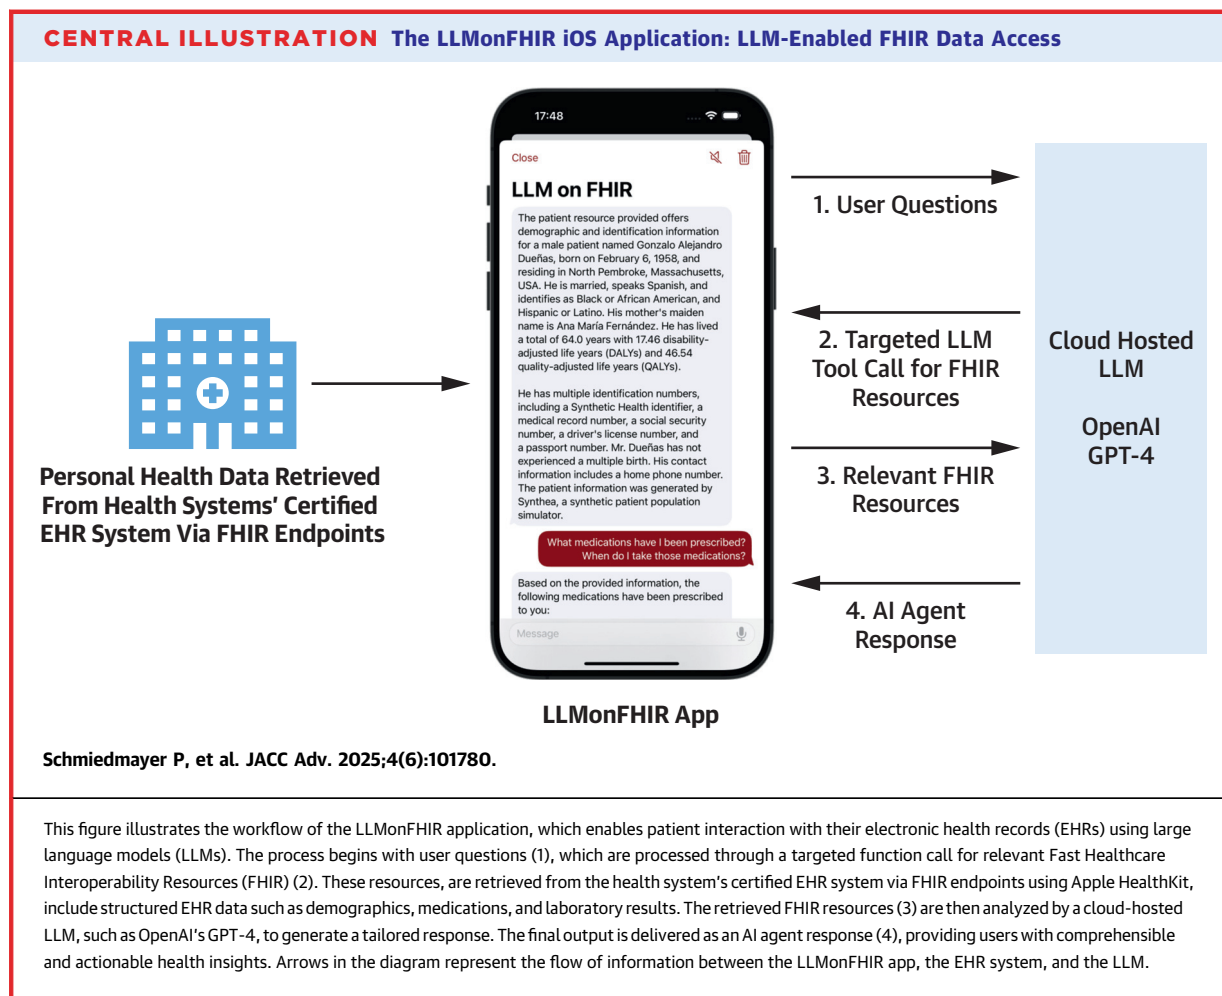 CENTRAL ILLUSTRATION The LLMonFHIR iOS Application: LLM-Enabled FHIR Data Access
17:48
Close
LLM on FHIR
The patient resource provided offers
demographic and identification information
for a male patient named Gonzalo Alejandro
Dueñas, born on February 6, 1958, and
residing in North Pembroke, Massachusetts,
USA. He is married, speaks Spanish, and
identifies as Black or African American, and
Hispanic or Latino. His mother's maiden
name is Ana María Fernández. He has lived
a total of 64.0 years with 17.46 disability-
adjusted life years (DALYs) and 46.54
quality-adjusted life years (QALYs).
He has multiple identification numbers,
including a Synthetic Health identifier, a
medical record number, a social security
number, a driver's license number, and
a passport number. Mr. Dueñas has not
experienced a multiple birth. His contact
information includes a home phone number.
The patient information was generated by
Synthea, a synthetic patient population
simulator.
What medications have I been prescribed?
When do I take those medications?
Based on the provided information, the
following medications have been prescribed
to you:
Message
LLMonFHIR App
Personal Health Data Retrieved
From Health Systems' Certified
EHR System Via FHIR Endpoints
1. User Questions
2. Targeted LLM
Tool Call for FHIR
Resources
3. Relevant FHIR
Resources
4. AI Agent
Response
Cloud Hosted
LLM
OpenAI
GPT-4
Schmiedmayer P, et al. JACC Adv. 2025;4(6):101780.
This figure illustrates the workflow of the LLMonFHIR application, which enables patient interaction with their electronic health records (EHRs) using large
language models (LLMs). The process begins with user questions (1), which are processed through a targeted function call for relevant Fast Healthcare
Interoperability Resources (FHIR) (2). These resources, are retrieved from the health system's certified EHR system via FHIR endpoints using Apple HealthKit,
include structured EHR data such as demographics, medications, and laboratory results. The retrieved FHIR resources (3) are then analyzed by a cloud-hosted
LLM, such as OpenAI's GPT-4, to generate a tailored response. The final output is delivered as an AI agent response (4), providing users with comprehensible
and actionable health insights. Arrows in the diagram represent the flow of information between the LLMonFHIR app, the EHR system, and the LLM.